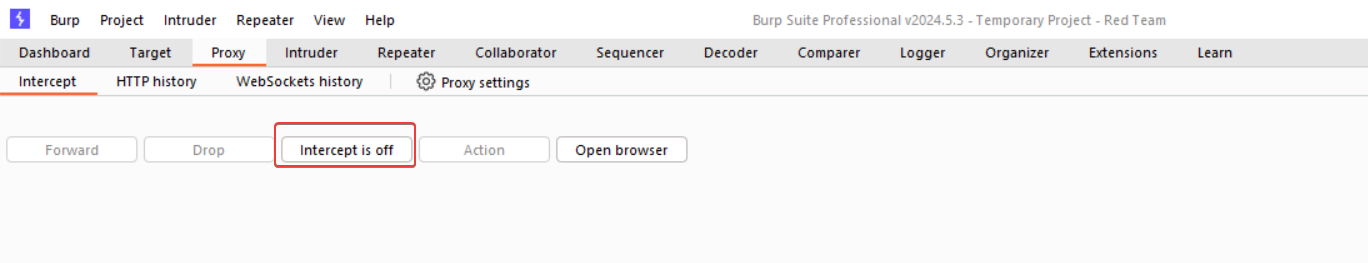 Burp Project Intruder Repeater View Help Burp Suite Professional v2024.5.3 - Temporary Project - Red Team
Dashboard Target Proxy Intruder Repeater Collaborator Sequencer Decoder Comparer Logger Organizer Extensions Learn
Intercept HTTP history WebSockets history Proxy settings
Forward Drop Intercept is off Action Open browser